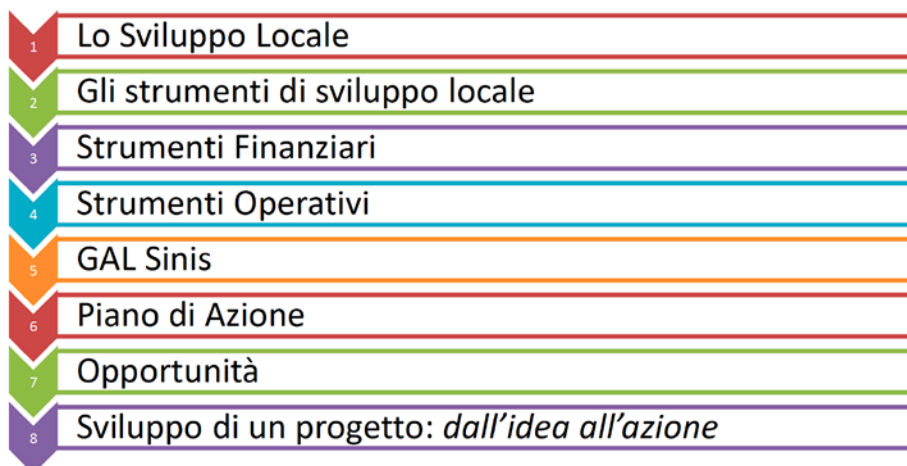 1 Lo Sviluppo Locale
2 Gli strumenti di sviluppo locale
3 Strumenti Finanziari
4 Strumenti Operativi
5 GAL Sinis
6 Piano di Azione
7 Opportunità
8 Sviluppo di un progetto: dall'idea all'azione